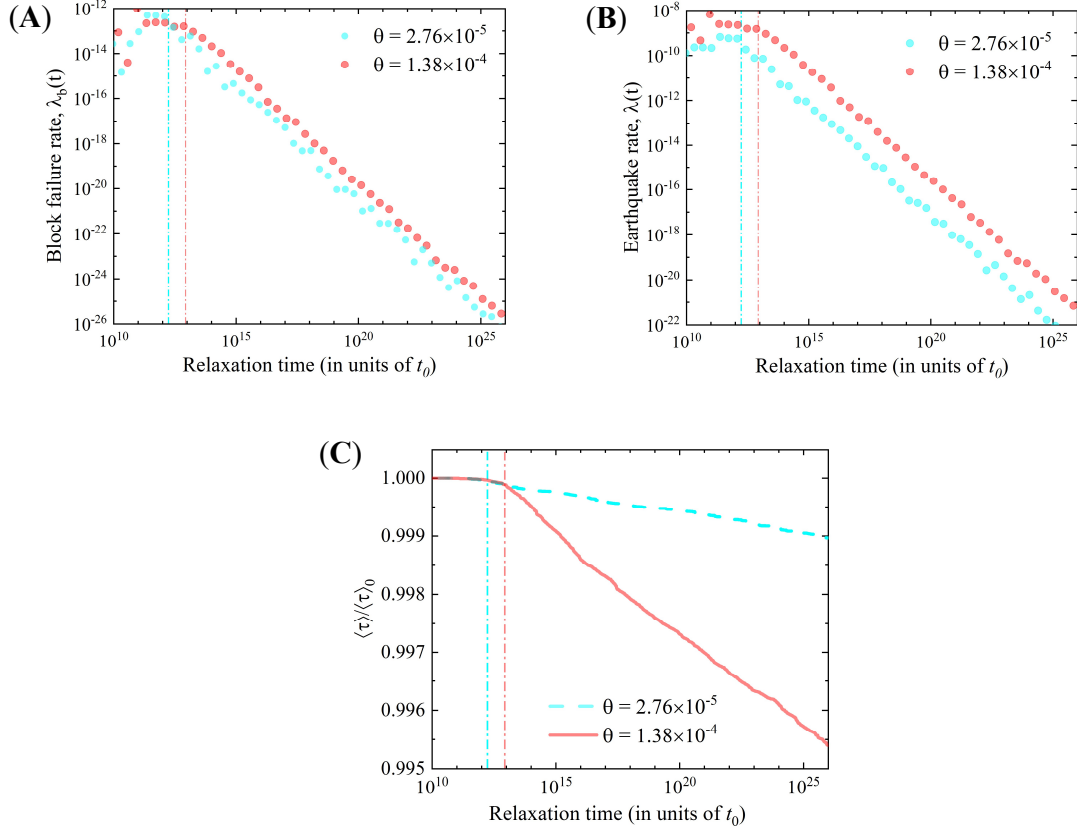 (A)
Block failure rate, λb(t)
10^-12
10^-14
10^-16
10^-18
10^-20
10^-22
10^-24
10^-26
θ = 2.76×10^-5
θ = 1.38×10^-4
10^10
10^15
10^20
10^25
Relaxation time (in units of t0)
(B)
Earthquake rate, λ(t)
10^-8
10^-10
10^-12
10^-14
10^-16
10^-18
10^-20
10^-22
θ = 2.76×10^-5
θ = 1.38×10^-4
10^10
10^15
10^20
10^25
Relaxation time (in units of t0)
(C)
⟨τ⟩/⟨τ⟩0
1.000
0.999
0.998
0.997
0.996
0.995
θ = 2.76×10^-5
θ = 1.38×10^-4
10^10
10^15
10^20
10^25
Relaxation time (in units of t0)